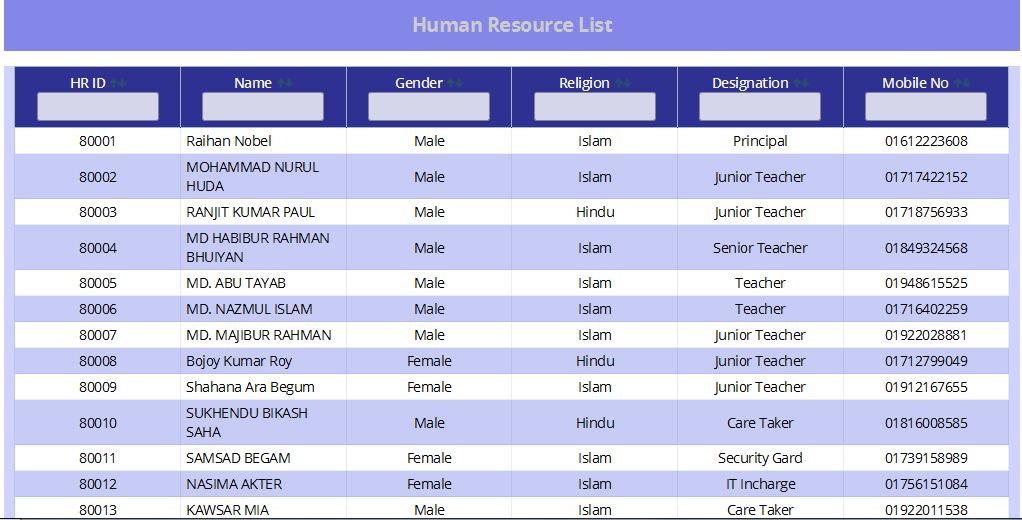 Human Resource List
HR ID Name Gender Religion Designation Mobile No
80001 Raihan Nobel Male Islam Principal 01612223608
80002 MOHAMMAD NURUL HUDA Male Islam Junior Teacher 01717422152
80003 RANJIT KUMAR PAUL Male Hindu Junior Teacher 01718756933
80004 MD HABIBUR RAHMAN BHUIYAN Male Islam Senior Teacher 01849324568
80005 MD. ABU TAYAB Male Islam Teacher 01948615525
80006 MD. NAZMUL ISLAM Male Islam Teacher 01716402259
80007 MD. MAJIBUR RAHMAN Male Islam Junior Teacher 01922028881
80008 Bojoy Kumar Roy Female Hindu Junior Teacher 01712799049
80009 Shahana Ara Begum Female Islam Junior Teacher 01912167655
80010 SUKHENDU BIKASH SAHA Male Hindu Care Taker 01816008585
80011 SAMSAD BEGAM Female Islam Security Gard 01739158989
80012 NASIMA AKTER Female Islam IT Incharge 01756151084
80013 KAWSAR MIA Male Islam Care Taker 01922011538